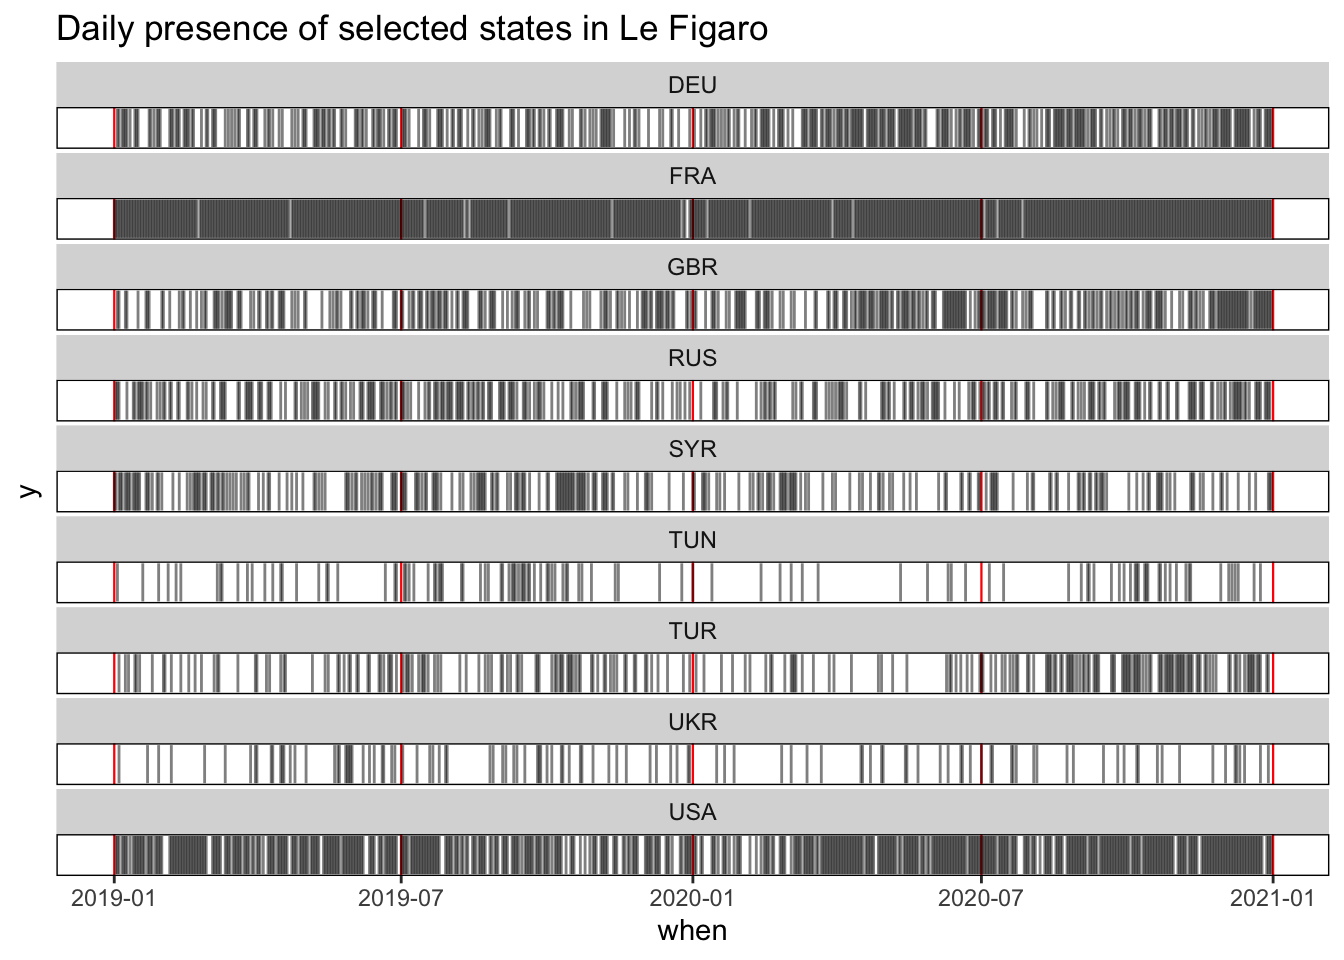 Daily presence of selected states in Le Figaro
DEU
FRA
GBR
RUS
SYR
TUN
TUR
UKR
USA
y
2019-01 2019-07 2020-01 2020-07 2021-01
when